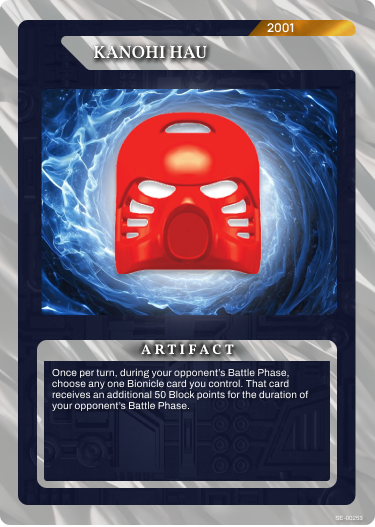 2001
KANOHI HAU
ARTIFACT
Once per turn, during your opponent's Battle Phase,
choose any one Bionicle card you control. That card
receives an additional 50 Block points for the duration of
your opponent's Battle Phase.
SE-00253